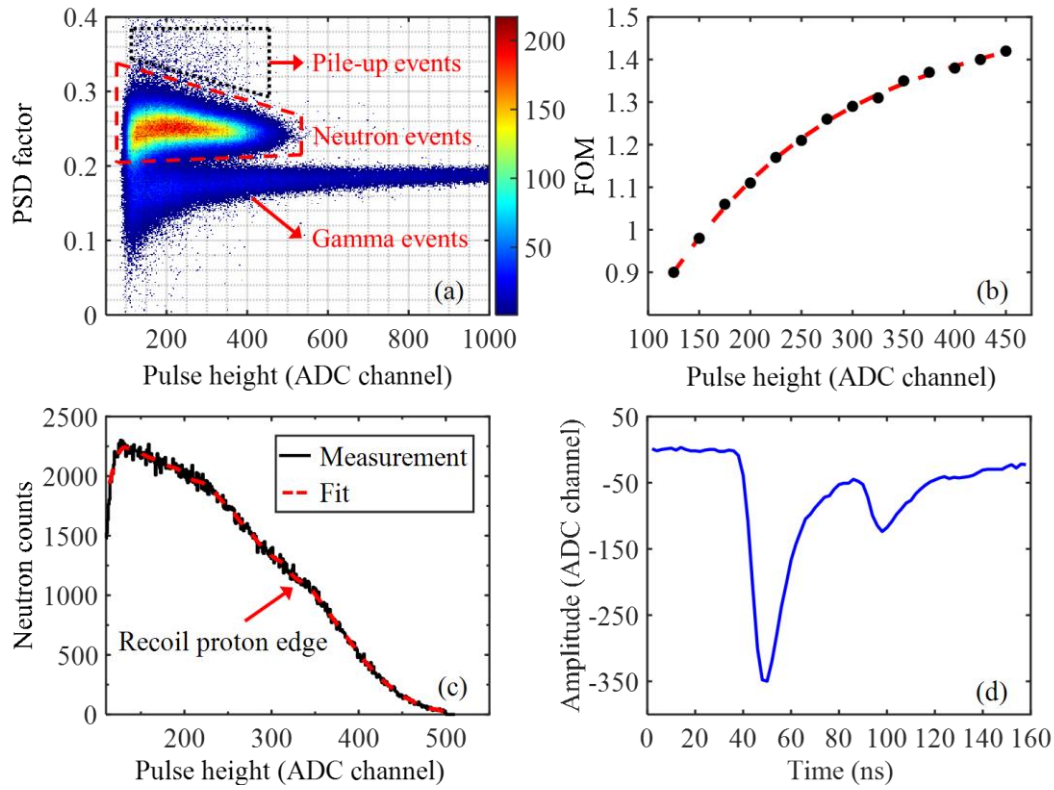 0.4
0.3
0.2
0.1
0
PSD factor
Pile-up events
Neutron events
Gamma events
(a)
200 400 600 800 1000
Pulse height (ADC channel)
200
150
100
50
1.5
1.4
1.3
1.2
1.1
1
0.9
FOM
(b)
100 150 200 250 300 350 400 450
Pulse height (ADC channel)
2500
2000
1500
1000
500
0
Neutron counts
Measurement
Fit
Recoil proton edge
(c)
200 300 400 500
Pulse height (ADC channel)
50
-50
-150
-250
-350
Amplitude (ADC channel)
(d)
0 20 40 60 80 100 120 140 160
Time (ns)